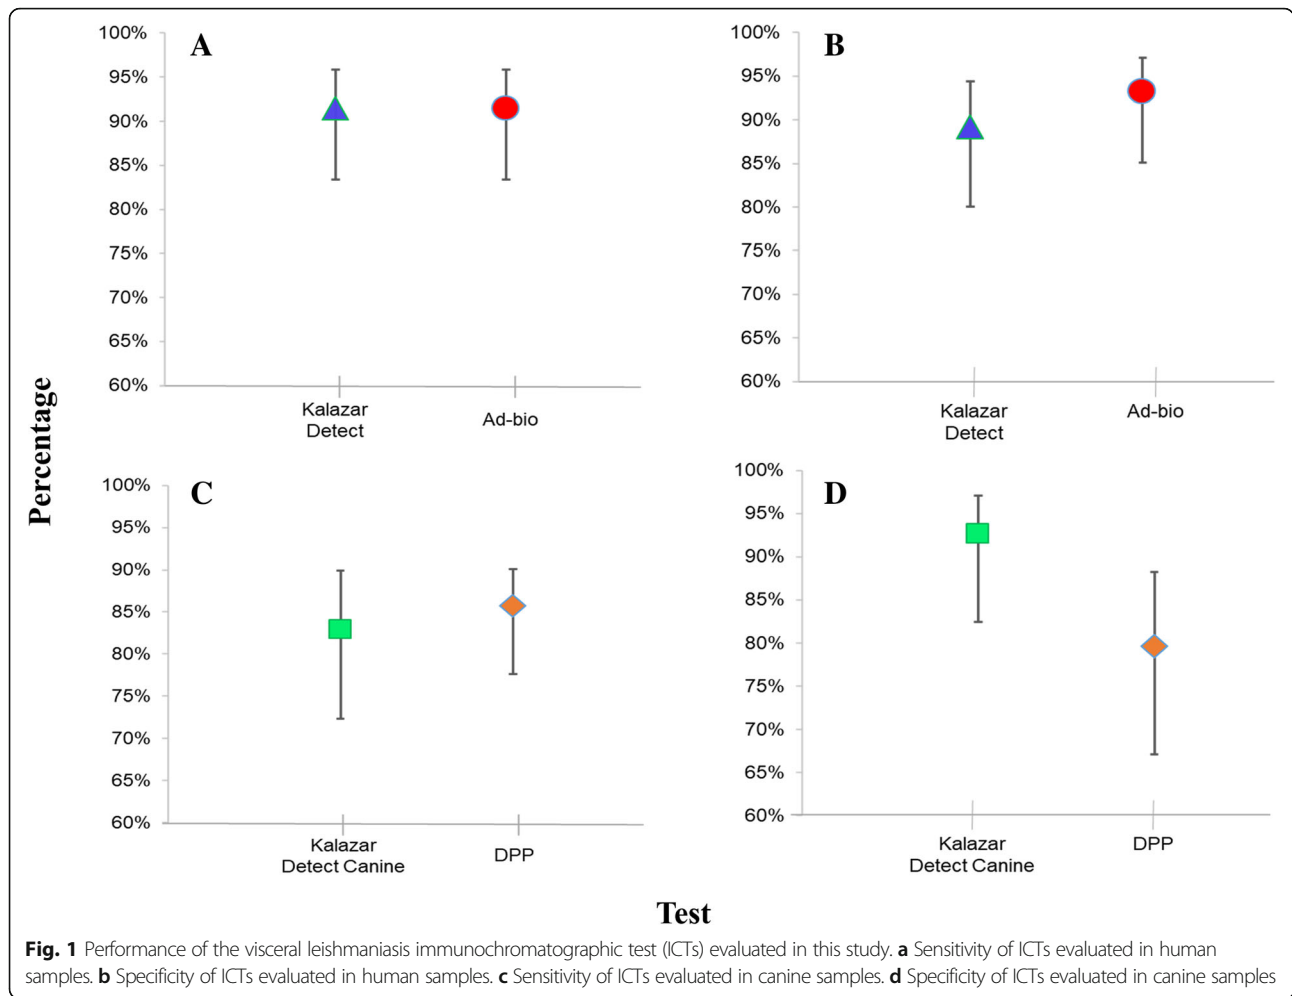 A
100%
95%
90%
85%
80%
75%
70%
65%
60%
Kalazar
Detect
Ad-bio
B
100%
95%
90%
85%
80%
75%
70%
65%
60%
Kalazar
Detect
Ad-bio
Percentage
C
100%
95%
90%
85%
80%
75%
70%
65%
60%
Kalazar
Detect Canine
DPP
D
100%
95%
90%
85%
80%
75%
70%
65%
60%
Kalazar
Detect Canine
DPP
Test
Fig. 1 Performance of the visceral leishmaniasis immunochromatographic test (ICTs) evaluated in this study. a Sensitivity of ICTs evaluated in human
samples. b Specificity of ICTs evaluated in human samples. c Sensitivity of ICTs evaluated in canine samples. d Specificity of ICTs evaluated in canine samples